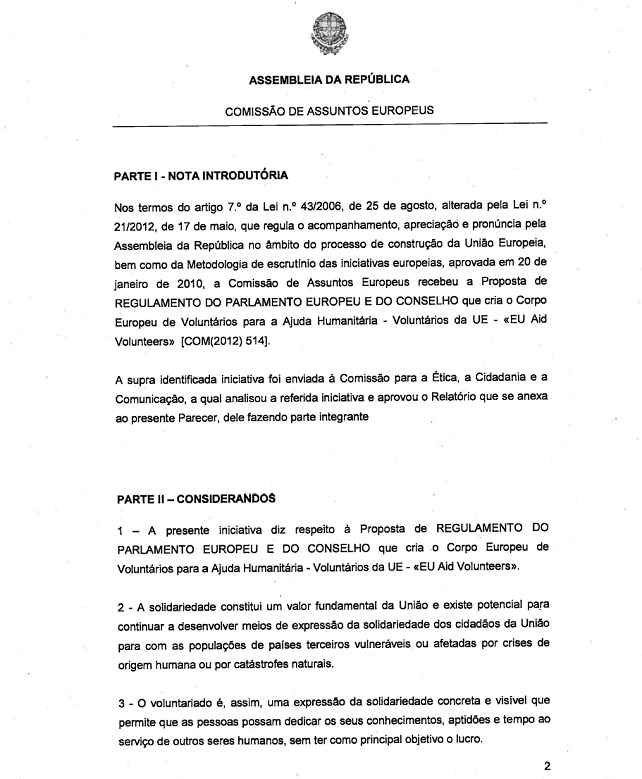 ASSEMBLEIA DA REPÚBLICA
COMISSÃO DE ASSUNTOS EUROPEUS
PARTE I - NOTA INTRODUTÓRIA
Nos termos do artigo 7.º da Lei n.º 43/2006, de 25 de agosto, alterada pela Lei n.º
21/2012, de 17 de maio, que regula o acompanhamento, apreciação e pronúncia pela
Assembleia da República no âmbito do processo de construção da União Europeia,
bem como da Metodologia de escrutínio das iniciativas europeias, aprovada em 20 de
janeiro de 2010, a Comissão de Assuntos Europeus recebeu a Proposta de
REGULAMENTO DO PARLAMENTO EUROPEU E DO CONSELHO que cria o Corpo
Europeu de Voluntários para a Ajuda Humanitária - Voluntários da UE - «EU Aid
Volunteers» [COM(2012) 514].
A supra identificada iniciativa foi enviada à Comissão para a Ética, a Cidadania e a
Comunicação, a qual analisou a referida iniciativa e aprovou o Relatório que se anexa
ao presente Parecer, dele fazendo parte integrante
PARTE II – CONSIDERANDOS
1 – A presente iniciativa diz respeito à Proposta de REGULAMENTO DO
PARLAMENTO EUROPEU E DO CONSELHO que cria o Corpo Europeu de
Voluntários para a Ajuda Humanitária - Voluntários da UE - «EU Aid Volunteers».
2 - A solidariedade constitui um valor fundamental da União e existe potencial para
continuar a desenvolver meios de expressão da solidariedade dos cidadãos da União
para com as populações de países terceiros vulneráveis ou afetadas por crises de
origem humana ou por catástrofes naturais.
3 - O voluntariado é, assim, uma expressão da solidariedade concreta e visível que
permite que as pessoas possam dedicar os seus conhecimentos, aptidões e tempo ao
serviço de outros seres humanos, sem ter como principal objetivo o lucro.
2